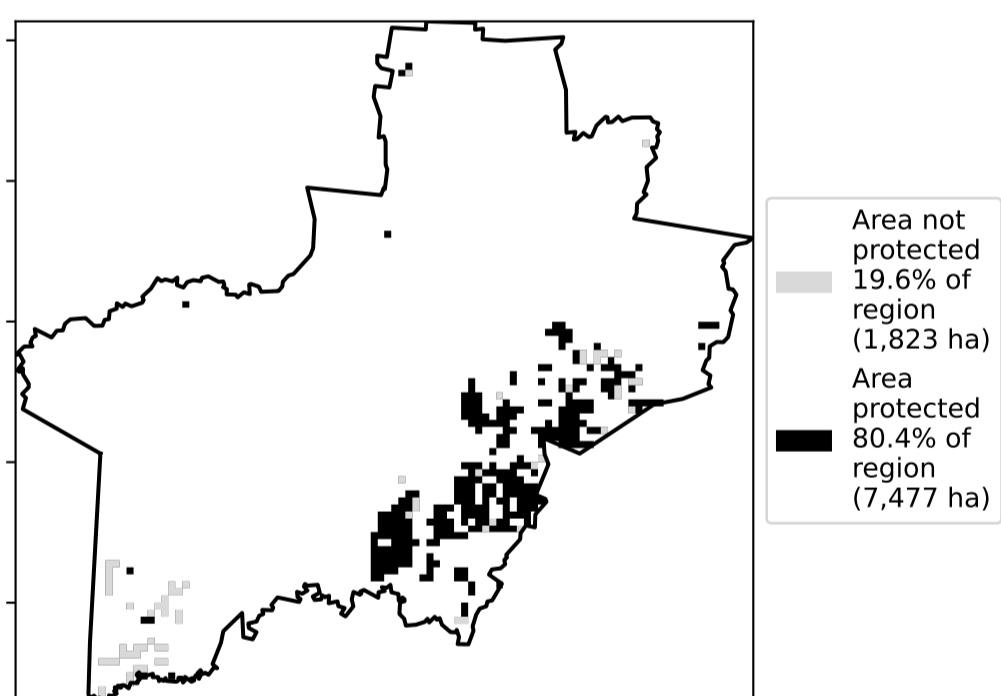 Area not
protected
19.6% of
region
(1,823 ha)
Area
protected
80.4% of
region
(7,477 ha)